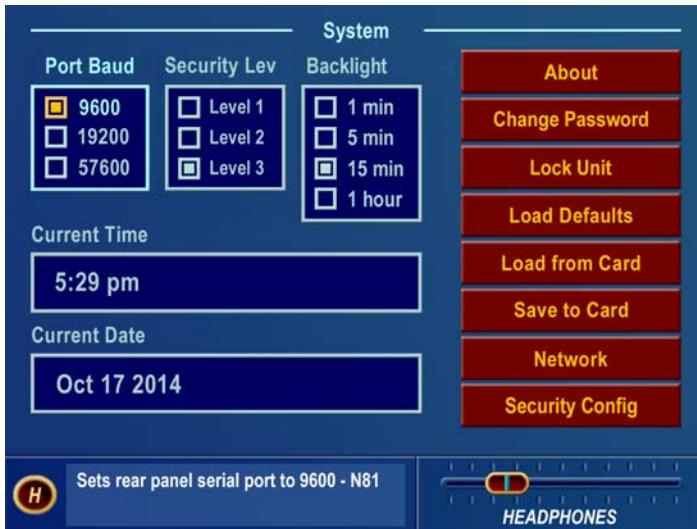 System
Port Baud
9600
19200
57600
Security Lev
Level 1
Level 2
Level 3
Backlight
1 min
5 min
15 min
1 hour
Current Time
5:29 pm
Current Date
Oct 17 2014
About
Change Password
Lock Unit
Load Defaults
Load from Card
Save to Card
Network
Security Config
H
Sets rear panel serial port to 9600 - N81
HEADPHONES